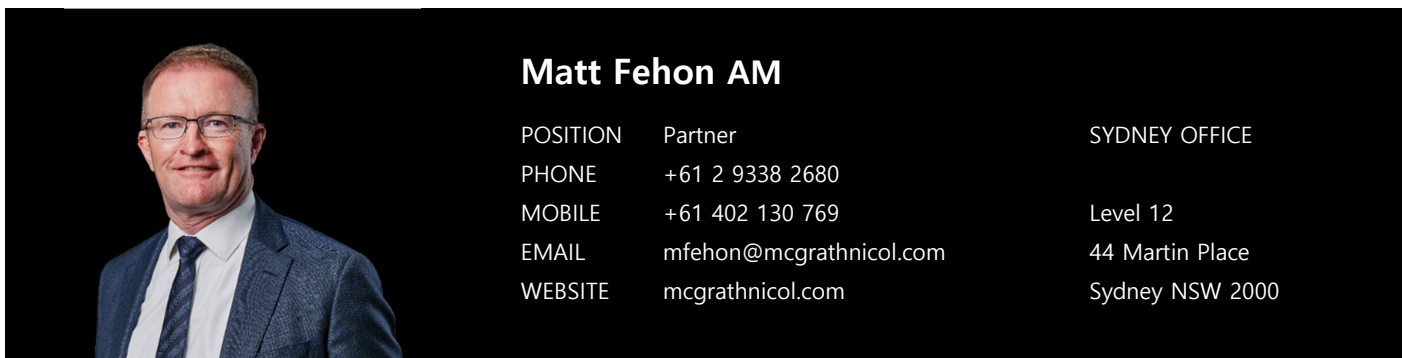 Matt Fehon AM
POSITION Partner SYDNEY OFFICE
PHONE +61 2 9338 2680
MOBILE +61 402 130 769 Level 12
EMAIL mfehon@mcgrathnicol.com 44 Martin Place
WEBSITE mcgrathnicol.com Sydney NSW 2000